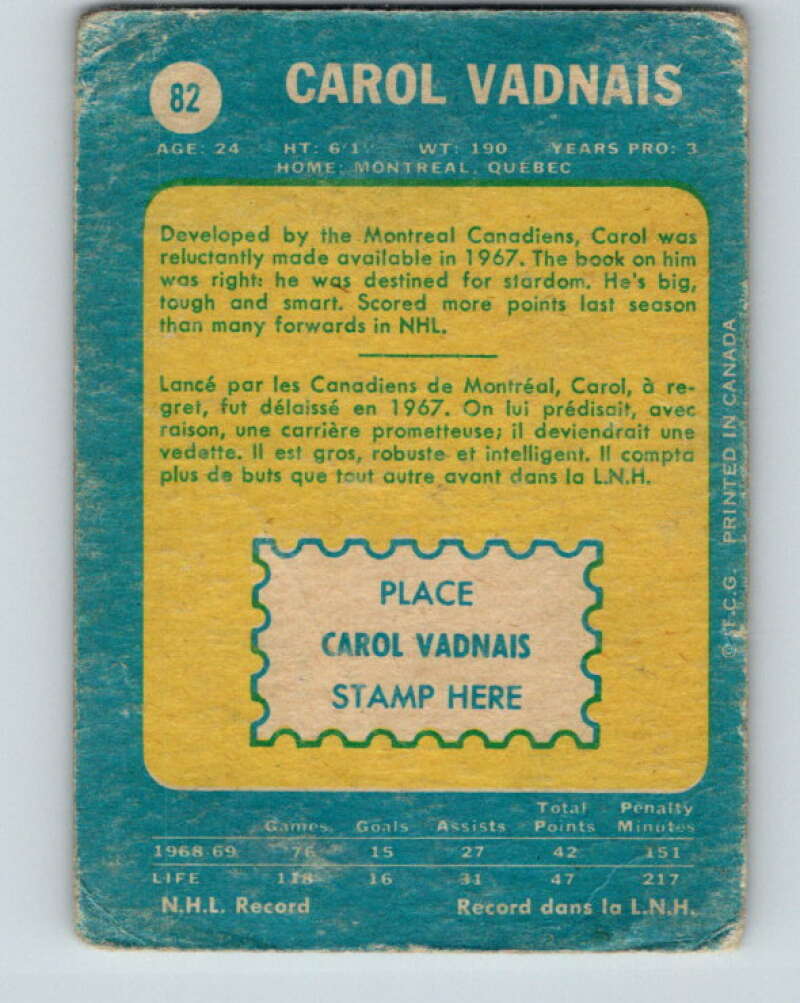 82
CAROL VADNAIS
AGE: 24 HT: 6'1" WT: 190 YEARS PRO: 3
HOME: MONTREAL, QUEBEC
Developed by the Montreal Canadiens, Carol was
reluctantly made available in 1967. The book on him
was right: he was destined for stardom. He's big,
tough and smart. Scored more points last season
than many forwards in NHL.
Lancé par les Canadiens de Montréal, Carol, à re-
gret, fut délaissé en 1967. On lui prédisait, avec
raison, une carrière prometteuse; il deviendrait une
vedette. Il est gros, robuste et intelligent. Il compta
plus de buts que tout autre avant dans la L.N.H.
PLACE
CAROL VADNAIS
STAMP HERE
© T.C.G. PRINTED IN CANADA
Total Penalty
Games Goals Assists Points Minutes
1968-69 76 15 27 42 151
LIFE 118 16 31 47 217
N.H.L. Record Record dans la L.N.H.